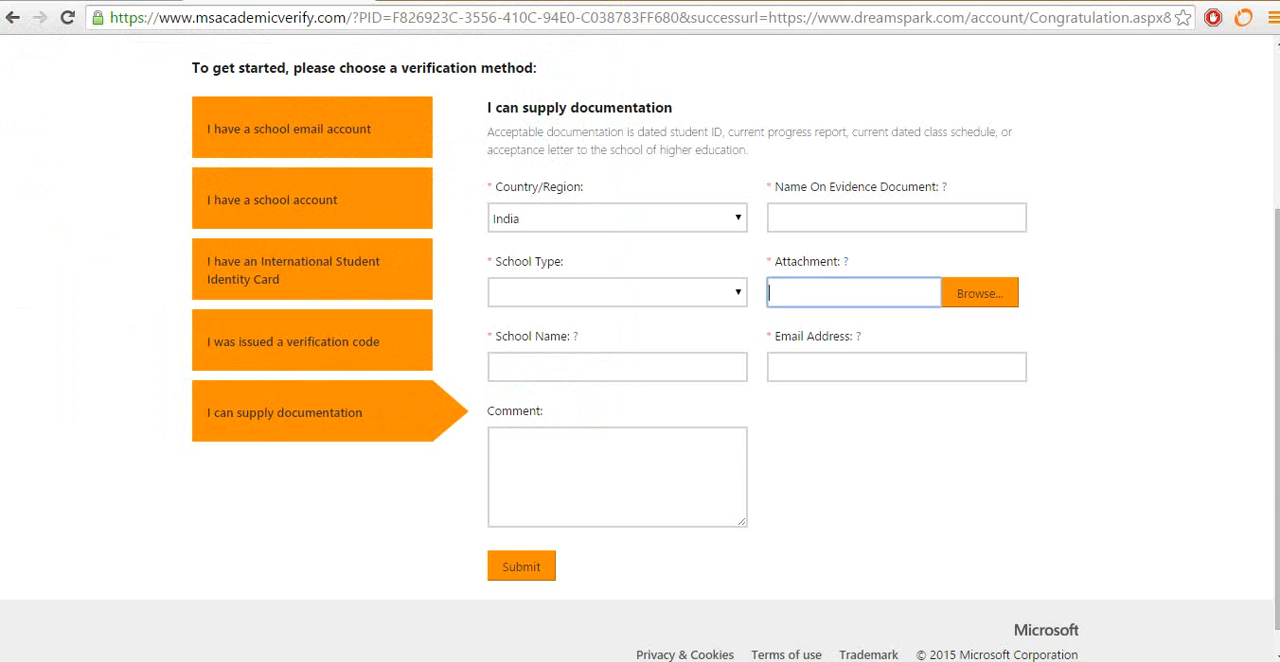 https://www.msacademicverify.com/?PID=F826923C-3556-410C-94E0-C038783FF680&successurl=https://www.dreamspark.com/account/Congratulation.aspx8
To get started, please choose a verification method:
I have a school email account
I have a school account
I have an International Student
Identity Card
I was issued a verification code
I can supply documentation
I can supply documentation
Acceptable documentation is dated student ID, current progress report, current dated class schedule, or
acceptance letter to the school of higher education.
* Country/Region:
* Name On Evidence Document: ?
India
* School Type:
* Attachment: ?
Browse...
* School Name: ?
* Email Address: ?
Comment:
Submit
Microsoft
Privacy & Cookies Terms of use Trademark © 2015 Microsoft Corporation